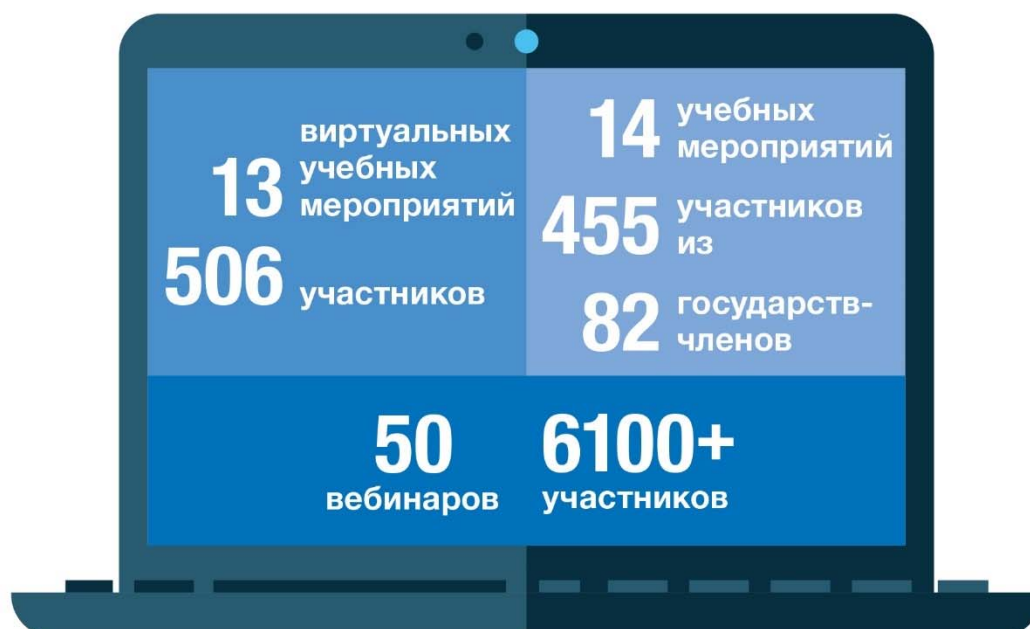 13 виртуальных
учебных
мероприятий
506 участников
14 учебных
мероприятий
455 участников
из
82 государств-
членов
50
вебинаров
6100+
участников